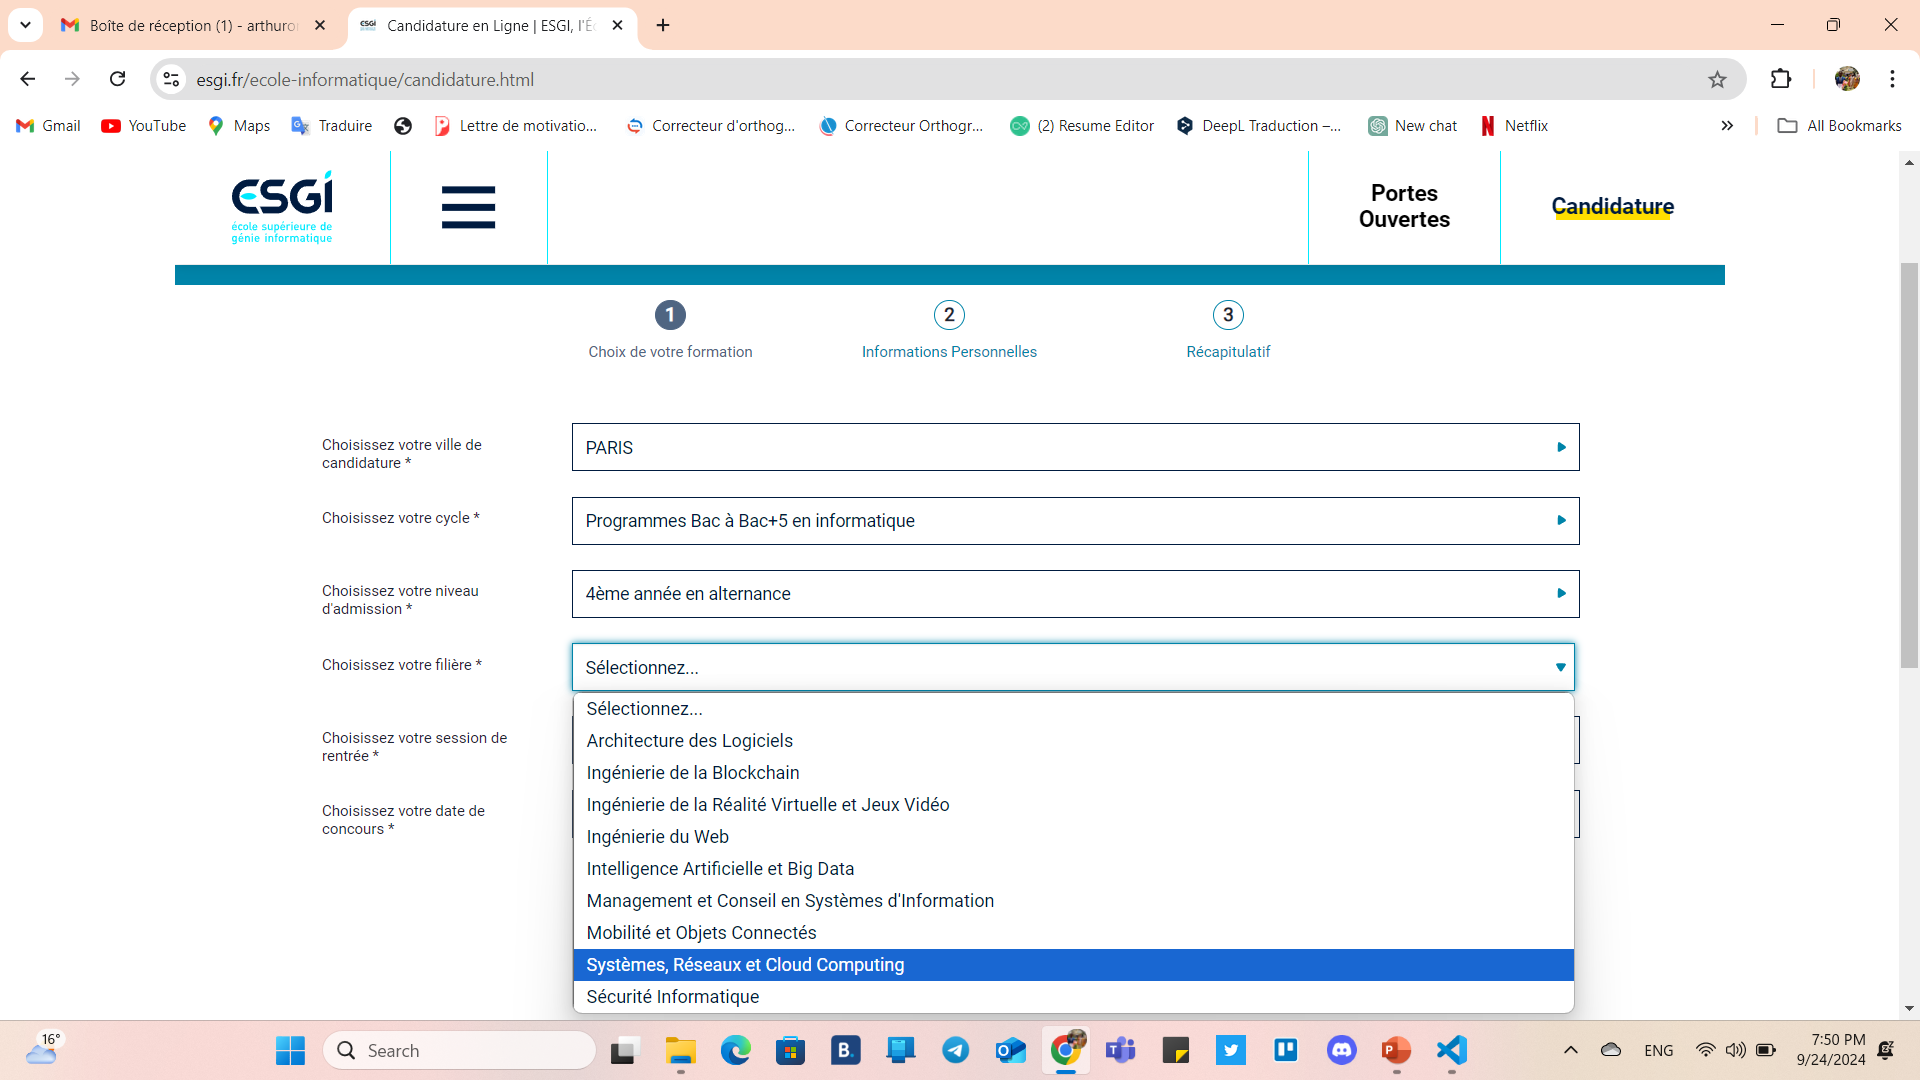 Boîte de réception (1) - arthuror
Candidature en Ligne | ESGI, l'Éc
esgi.fr/ecole-informatique/candidature.html
Gmail
YouTube
Maps
Traduire
Lettre de motivatio...
Correcteur d'orthog...
Correcteur Orthogr...
(2) Resume Editor
DeepL Traduction –...
New chat
Netflix
All Bookmarks
ESGI
école supérieure de
génie informatique
Portes
Ouvertes
Candidature
1
2
3
Choix de votre formation
Informations Personnelles
Récapitulatif
Choisissez votre ville de
candidature *
PARIS
Choisissez votre cycle *
Programmes Bac à Bac+5 en informatique
Choisissez votre niveau
d'admission *
4ème année en alternance
Choisissez votre filière *
Sélectionnez...
Sélectionnez...
Architecture des Logiciels
Choisissez votre session de
rentrée *
Ingénierie de la Blockchain
Ingénierie de la Réalité Virtuelle et Jeux Vidéo
Choisissez votre date de
concours *
Ingénierie du Web
Intelligence Artificielle et Big Data
Management et Conseil en Systèmes d'Information
Mobilité et Objets Connectés
Systèmes, Réseaux et Cloud Computing
Sécurité Informatique
16°
Search
ENG
7:50 PM
9/24/2024